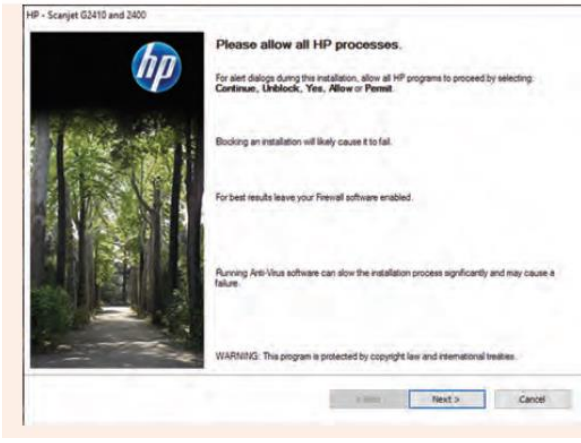 HP - Scanjet G2410 and 2400
hp
Please allow all HP processes.
For alert dialogs during this installation, allow all HP programs to proceed by selecting:
Continue, Unblock, Yes, Allow or Permit.
Blocking an installation will likely cause it to fail.
For best results leave your Firewall software enabled.
Running Anti-Virus software can slow the installation process significantly and may cause a
failure.
WARNING: This program is protected by copyright law and international treaties.
Next >
Cancel